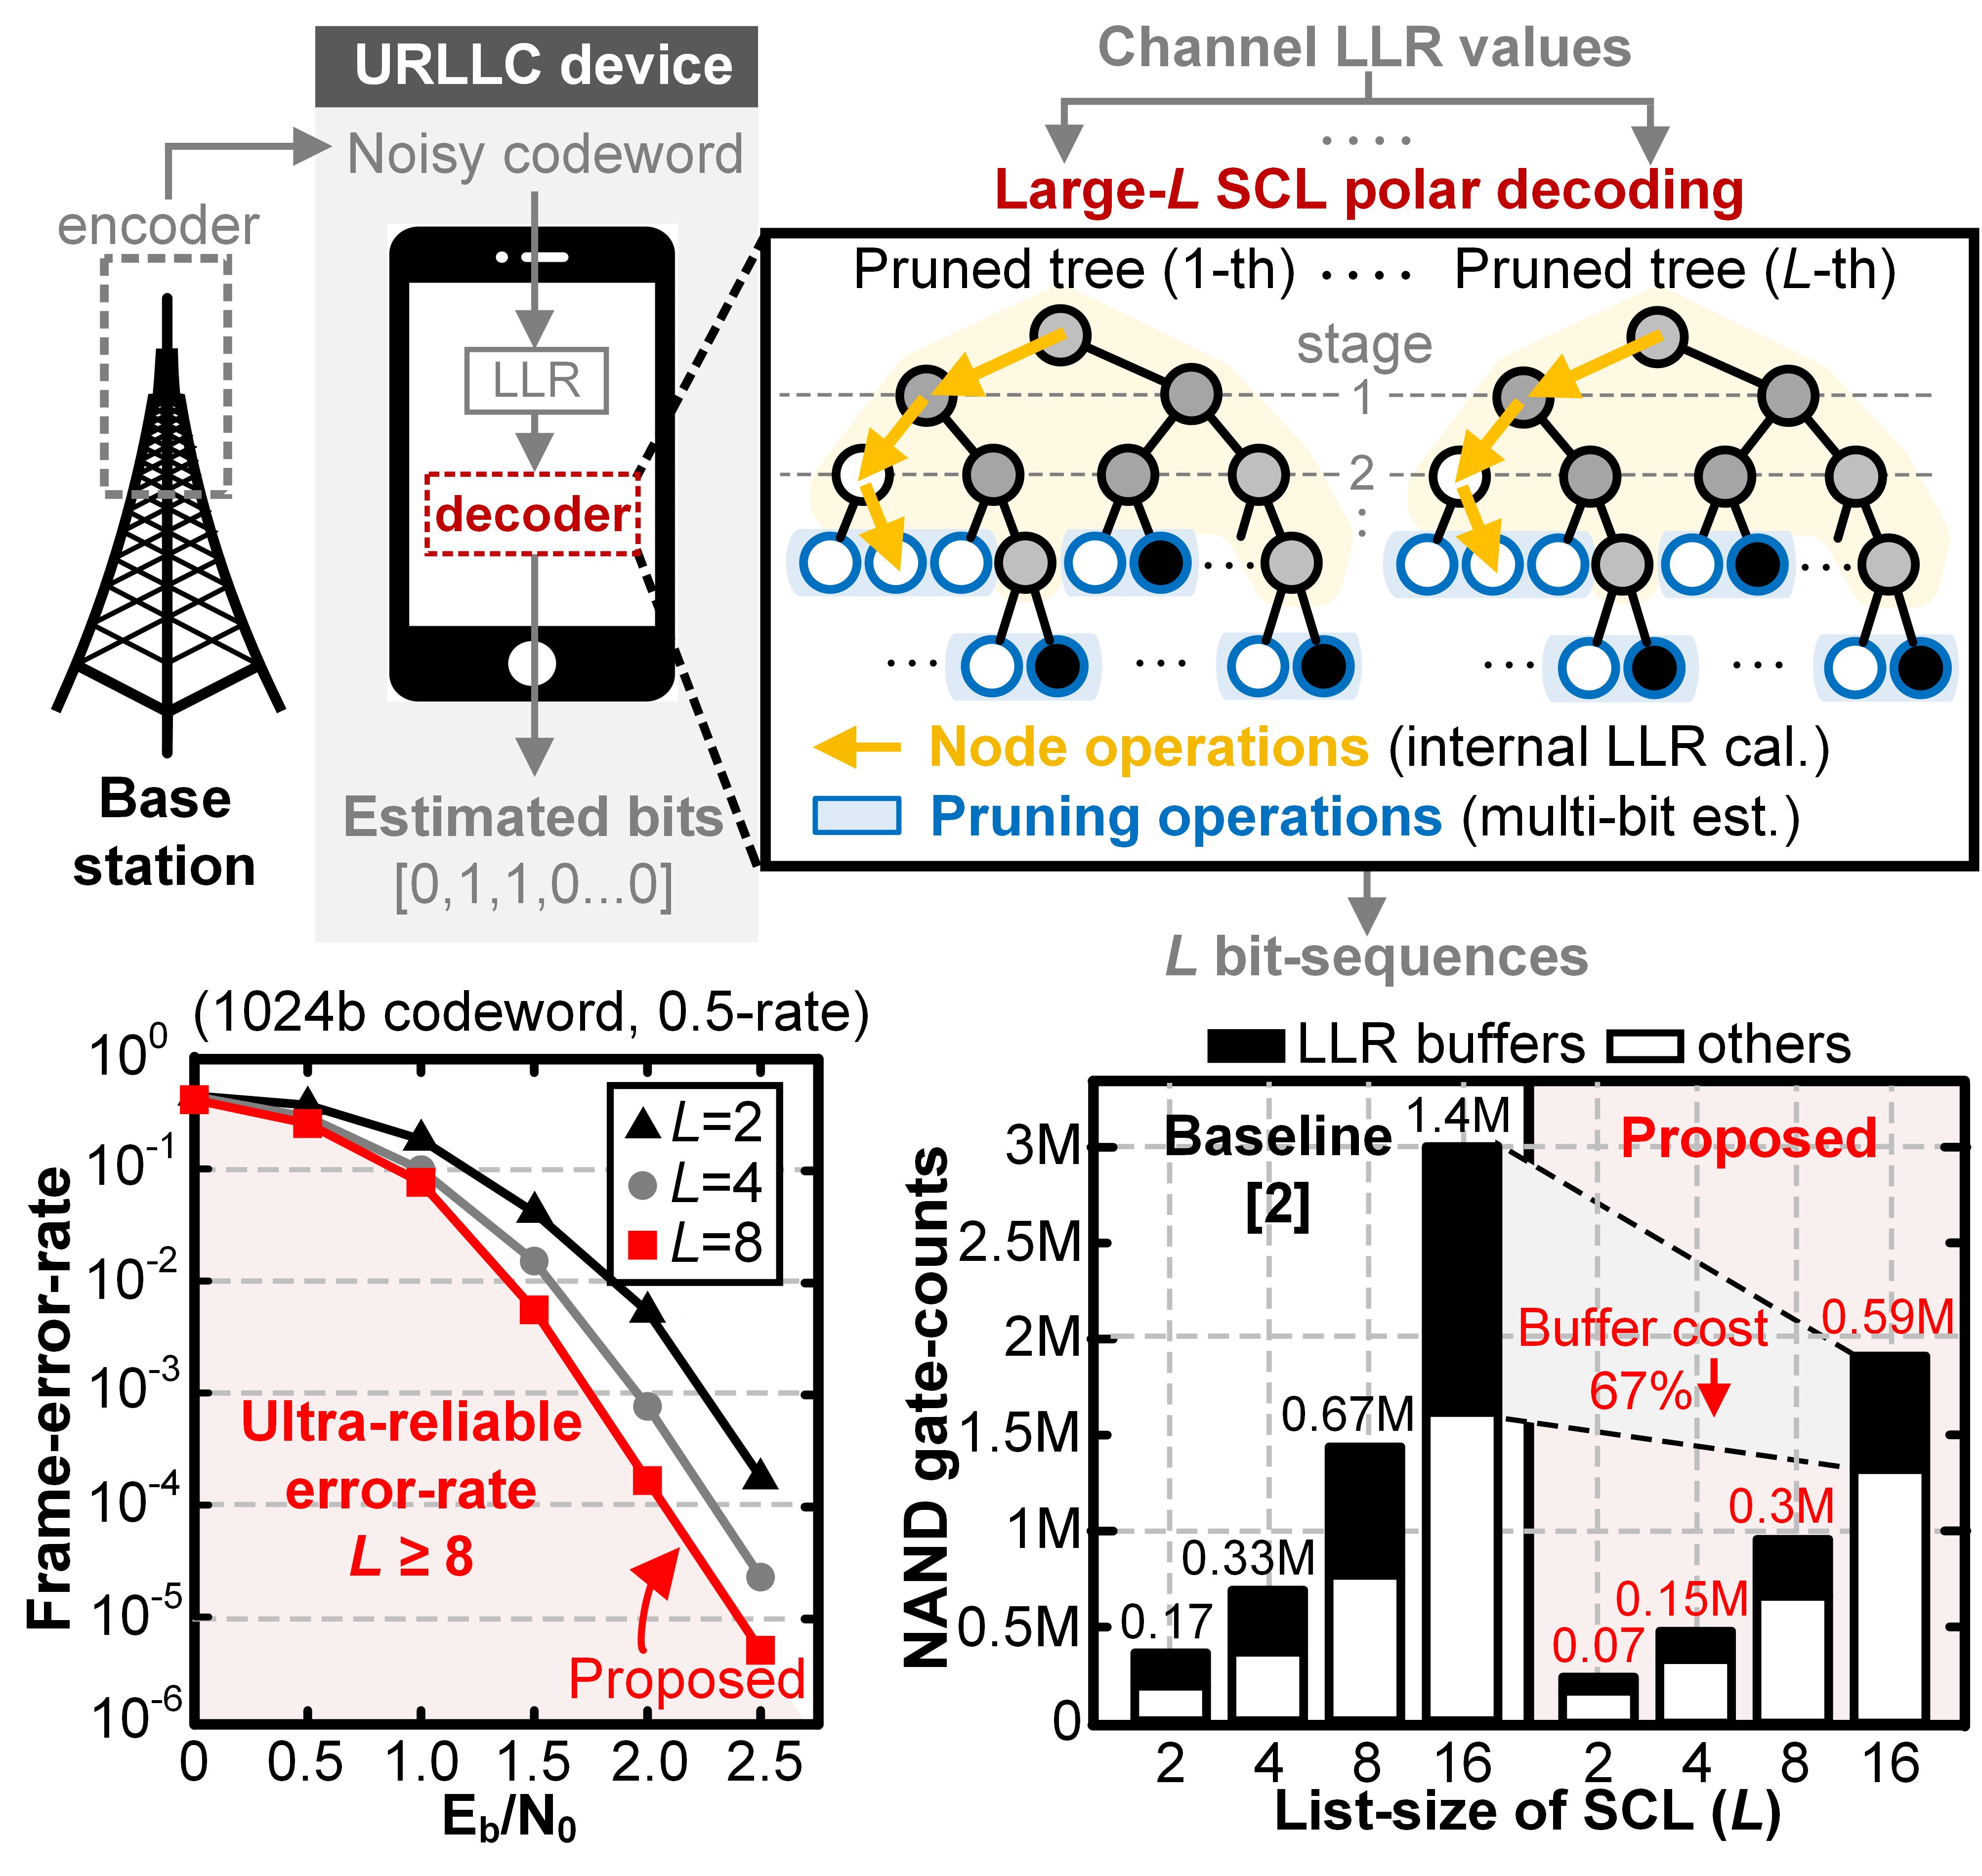 URLLC device
Noisy codeword
encoder
LLR
decoder
Base
station
Estimated bits
[0,1,1,0...0]
Channel LLR values
....
Large-L SCL polar decoding
Pruned tree (1-th) .... Pruned tree (L-th)
stage
1
2
:
... ...
... ... ... ...
Node operations (internal LLR cal.)
Pruning operations (multi-bit est.)
L bit-sequences
(1024b codeword, 0.5-rate)
Frame-error-rate
10^0
10^-1
10^-2
10^-3
10^-4
10^-5
10^-6
L=2
L=4
L=8
Ultra-reliable
error-rate
L ≥ 8
Proposed
0 0.5 1.0 1.5 2.0 2.5
E_b/N_0
LLR buffers others
NAND gate-counts
3M
2.5M
2M
1.5M
1M
0.5M
0
Baseline
[2]
Proposed
1.4M
0.67M
0.33M
0.17
Buffer cost
67%
0.59M
0.3M
0.15M
0.07
2 4 8 16 2 4 8 16
List-size of SCL (L)